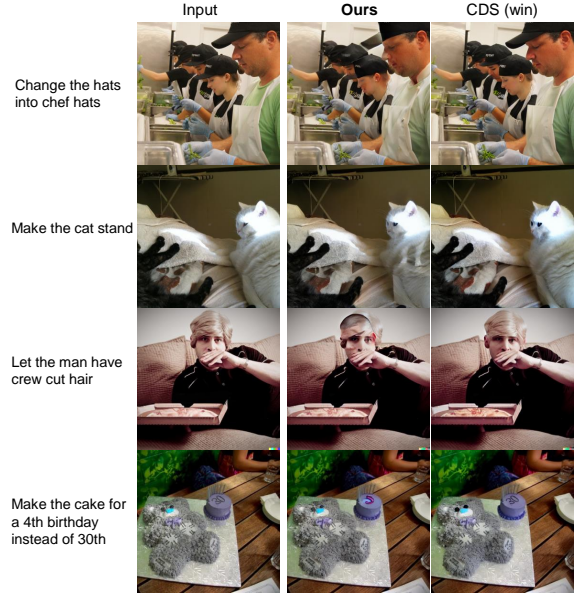 Input
Ours
CDS (win)
Change the hats
into chef hats
Make the cat stand
Let the man have
crew cut hair
Make the cake for
a 4th birthday
instead of 30th